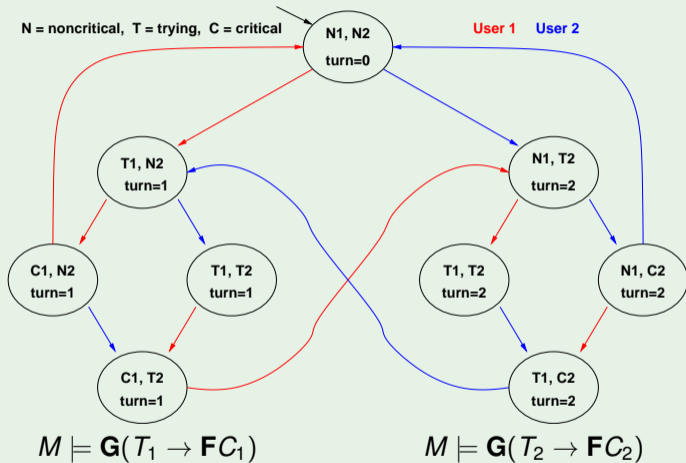 N = noncritical, T = trying, C = critical
User 1 User 2
N1, N2
turn=0
T1, N2
turn=1
N1, T2
turn=2
C1, N2
turn=1
T1, T2
turn=1
T1, T2
turn=2
N1, C2
turn=2
C1, T2
turn=1
T1, C2
turn=2
M ⊨ G(T₁ → FC₁)
M ⊨ G(T₂ → FC₂)